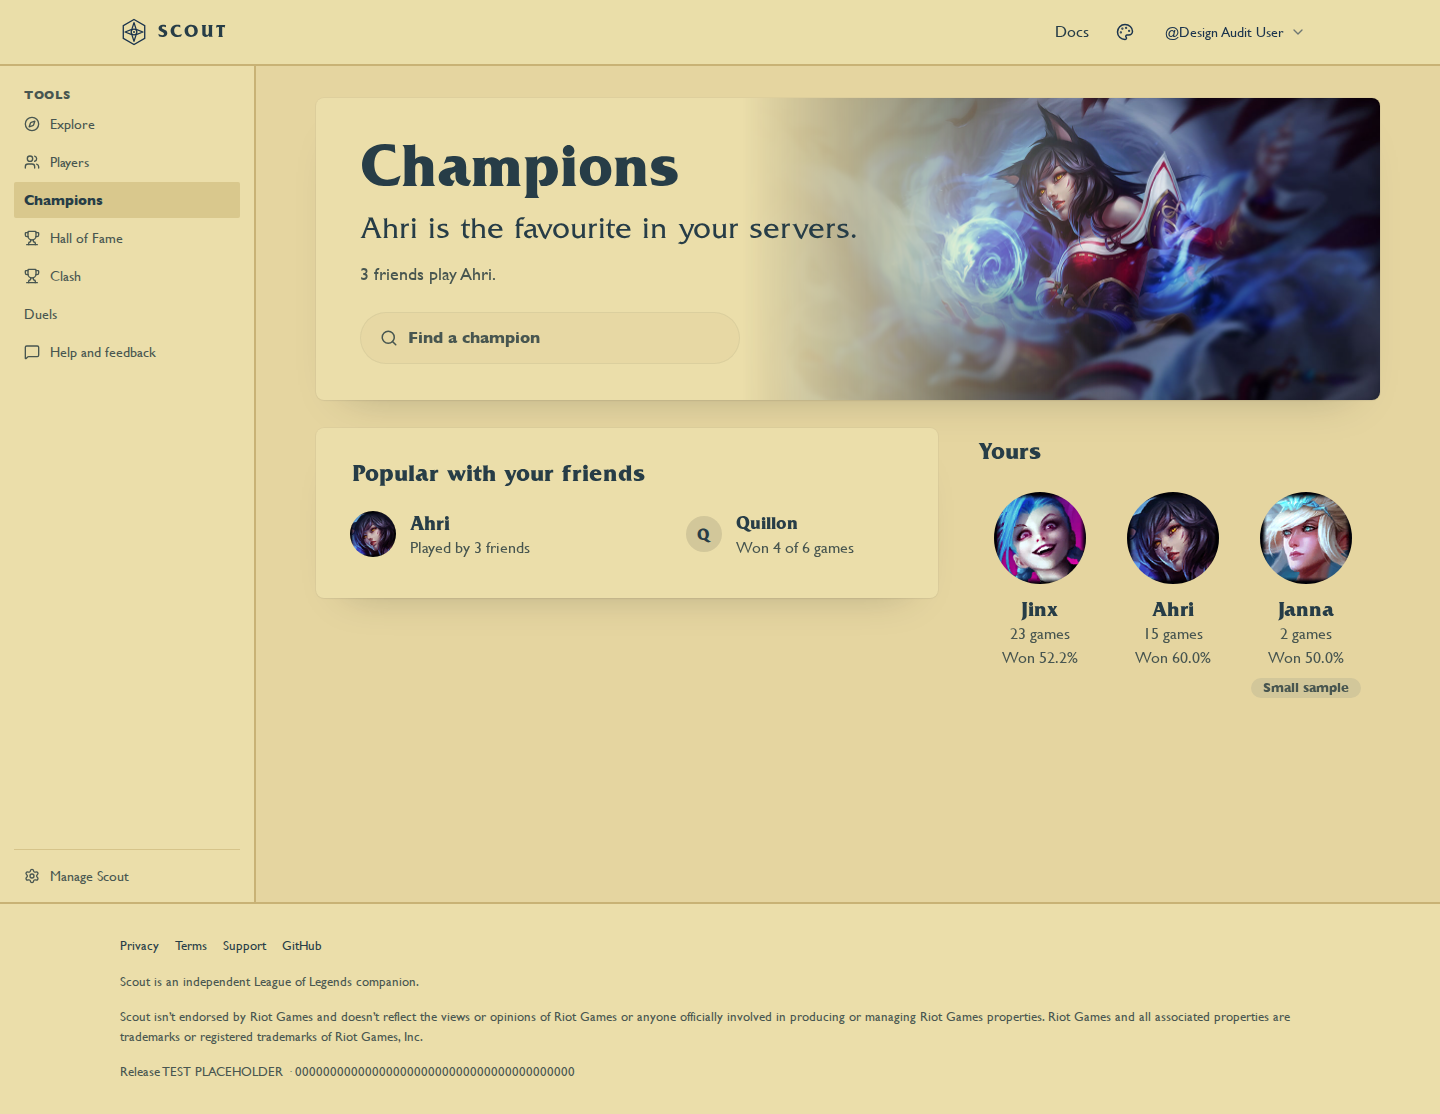 SCOUT
Docs
@Design Audit User
TOOLS
Explore
Players
Champions
Hall of Fame
Clash
Duels
Help and feedback
Manage Scout
Champions
Ahri is the favourite in your servers.
3 friends play Ahri.
Find a champion
Popular with your friends
Ahri
Played by 3 friends
Q
Quillon
Won 4 of 6 games
Yours
Jinx
23 games
Won 52.2%
Ahri
15 games
Won 60.0%
Janna
2 games
Won 50.0%
Small sample
Privacy Terms Support GitHub
Scout is an independent League of Legends companion.
Scout isn't endorsed by Riot Games and doesn't reflect the views or opinions of Riot Games or anyone officially involved in producing or managing Riot Games properties. Riot Games and all associated properties are
trademarks or registered trademarks of Riot Games, Inc.
Release TEST PLACEHOLDER · 0000000000000000000000000000000000000000